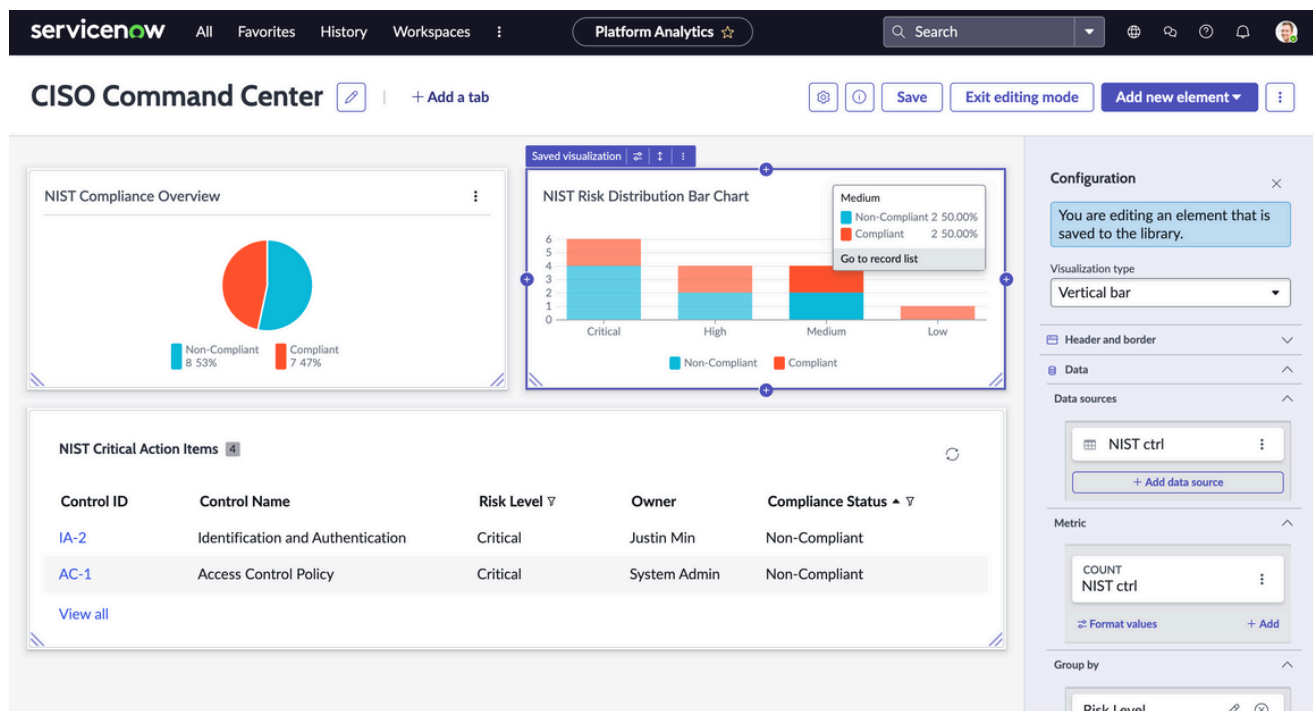 servicenow All Favorites History Workspaces Platform Analytics Search
CISO Command Center + Add a tab Save Exit editing mode Add new element
Saved visualization
NIST Compliance Overview
Non-Compliant Compliant
8 53% 7 47%
NIST Risk Distribution Bar Chart
Medium
Non-Compliant 2 50.00%
Compliant 2 50.00%
Go to record list
6
5
4
3
2
1
0
Critical High Medium Low
Non-Compliant Compliant
NIST Critical Action Items 4
Control ID Control Name Risk Level Owner Compliance Status
IA-2 Identification and Authentication Critical Justin Min Non-Compliant
AC-1 Access Control Policy Critical System Admin Non-Compliant
View all
Configuration
You are editing an element that is
saved to the library.
Visualization type
Vertical bar
Header and border
Data
Data sources
NIST ctrl
+ Add data source
Metric
COUNT
NIST ctrl
Format values + Add
Group by
Risk Level